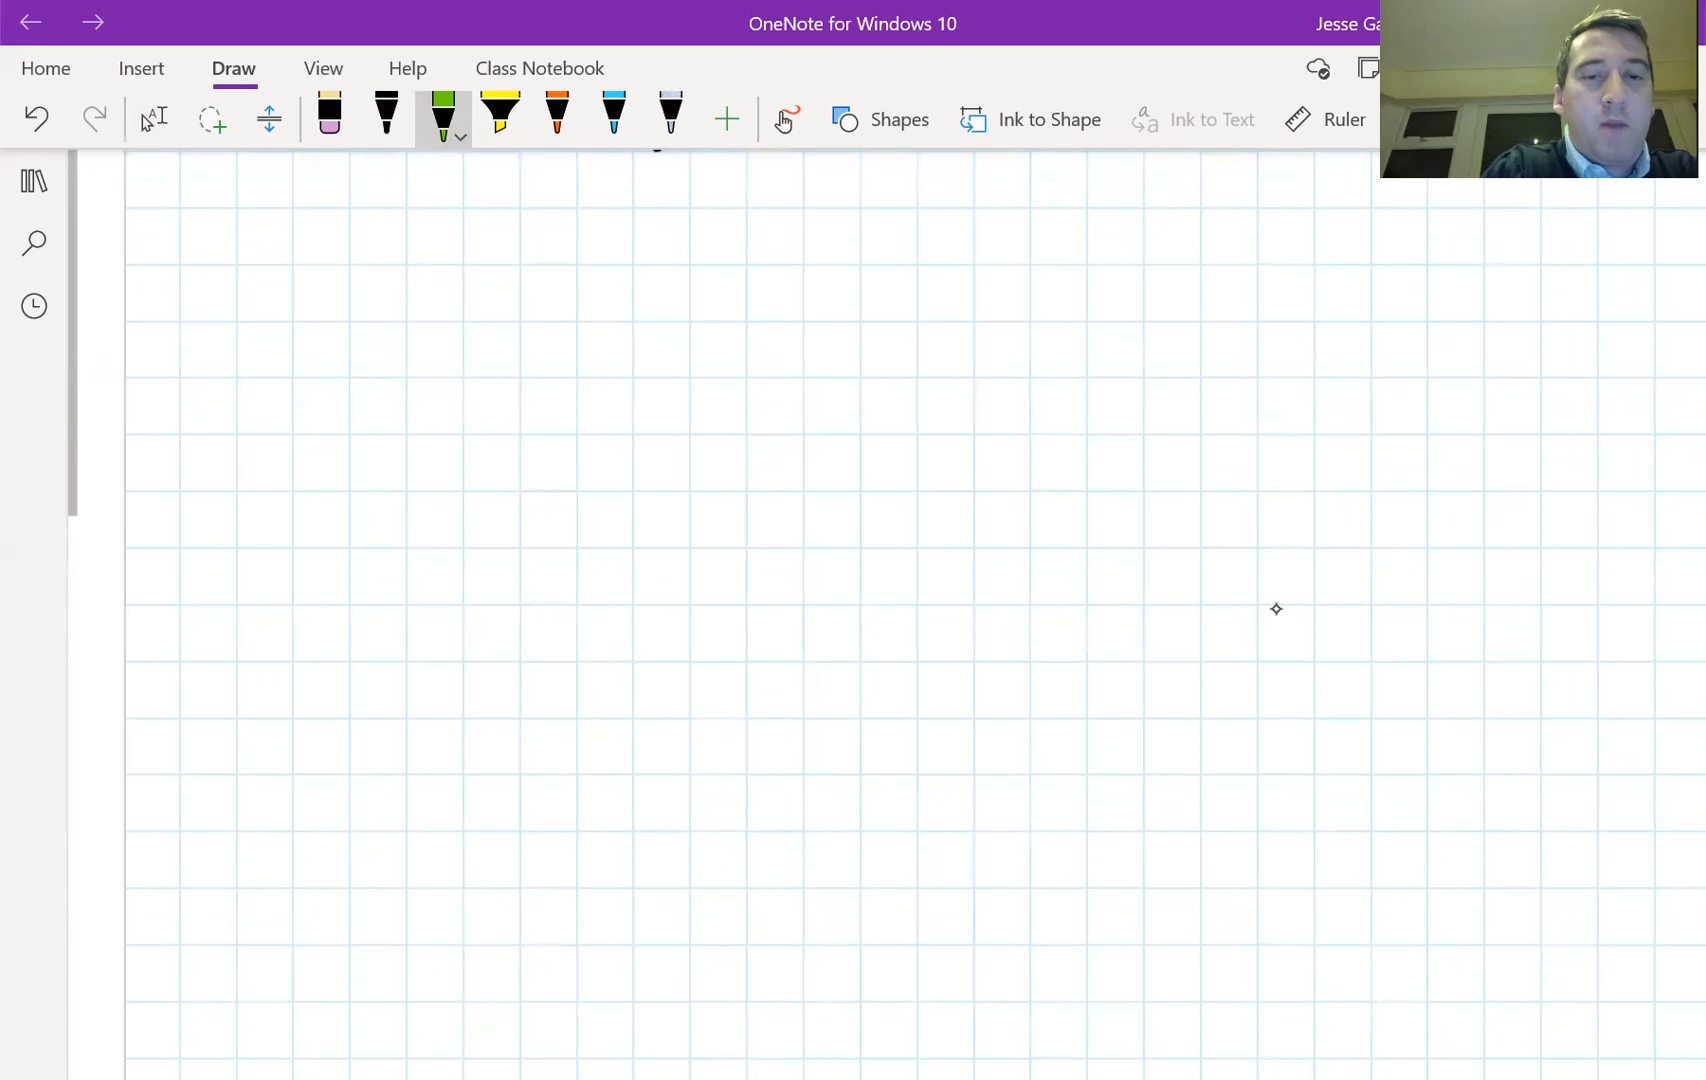 OneNote for Windows 10
Jesse
Home Insert Draw View Help Class Notebook
Shapes Ink to Shape Ink to Text Ruler